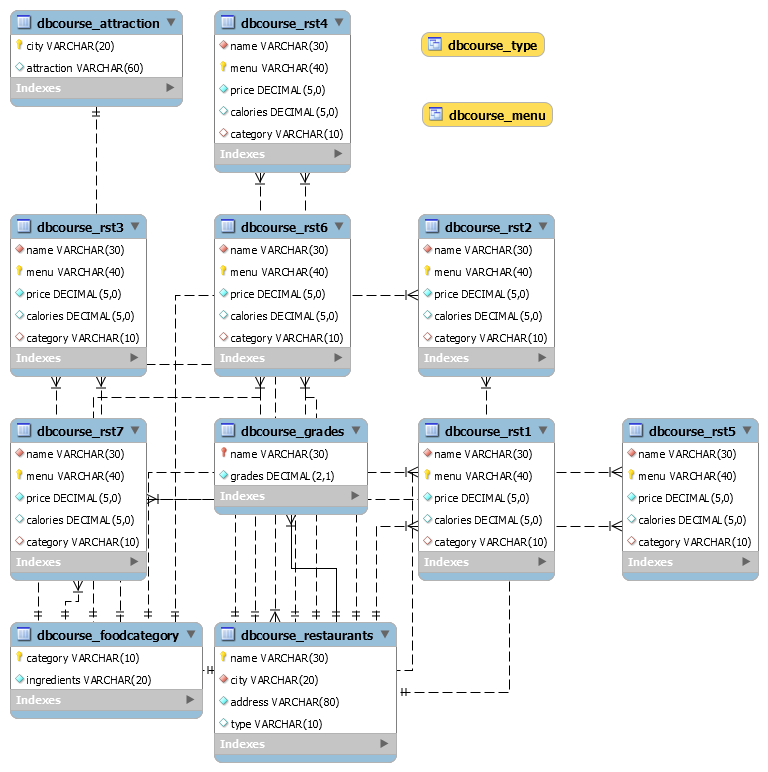 dbcourse_attraction
city VARCHAR(20)
attraction VARCHAR(60)
Indexes
dbcourse_rst4
name VARCHAR(30)
menu VARCHAR(40)
price DECIMAL(5,0)
calories DECIMAL(5,0)
category VARCHAR(10)
Indexes
dbcourse_type
dbcourse_menu
dbcourse_rst3
name VARCHAR(30)
menu VARCHAR(40)
price DECIMAL(5,0)
calories DECIMAL(5,0)
category VARCHAR(10)
Indexes
dbcourse_rst6
name VARCHAR(30)
menu VARCHAR(40)
price DECIMAL(5,0)
calories DECIMAL(5,0)
category VARCHAR(10)
Indexes
dbcourse_rst2
name VARCHAR(30)
menu VARCHAR(40)
price DECIMAL(5,0)
calories DECIMAL(5,0)
category VARCHAR(10)
Indexes
dbcourse_rst7
name VARCHAR(30)
menu VARCHAR(40)
price DECIMAL(5,0)
calories DECIMAL(5,0)
category VARCHAR(10)
Indexes
dbcourse_grades
name VARCHAR(30)
grades DECIMAL(2,1)
Indexes
dbcourse_rst1
name VARCHAR(30)
menu VARCHAR(40)
price DECIMAL(5,0)
calories DECIMAL(5,0)
category VARCHAR(10)
Indexes
dbcourse_rst5
name VARCHAR(30)
menu VARCHAR(40)
price DECIMAL(5,0)
calories DECIMAL(5,0)
category VARCHAR(10)
Indexes
dbcourse_foodcategory
category VARCHAR(10)
ingredients VARCHAR(20)
Indexes
dbcourse_restaurants
name VARCHAR(30)
city VARCHAR(20)
address VARCHAR(80)
type VARCHAR(10)
Indexes